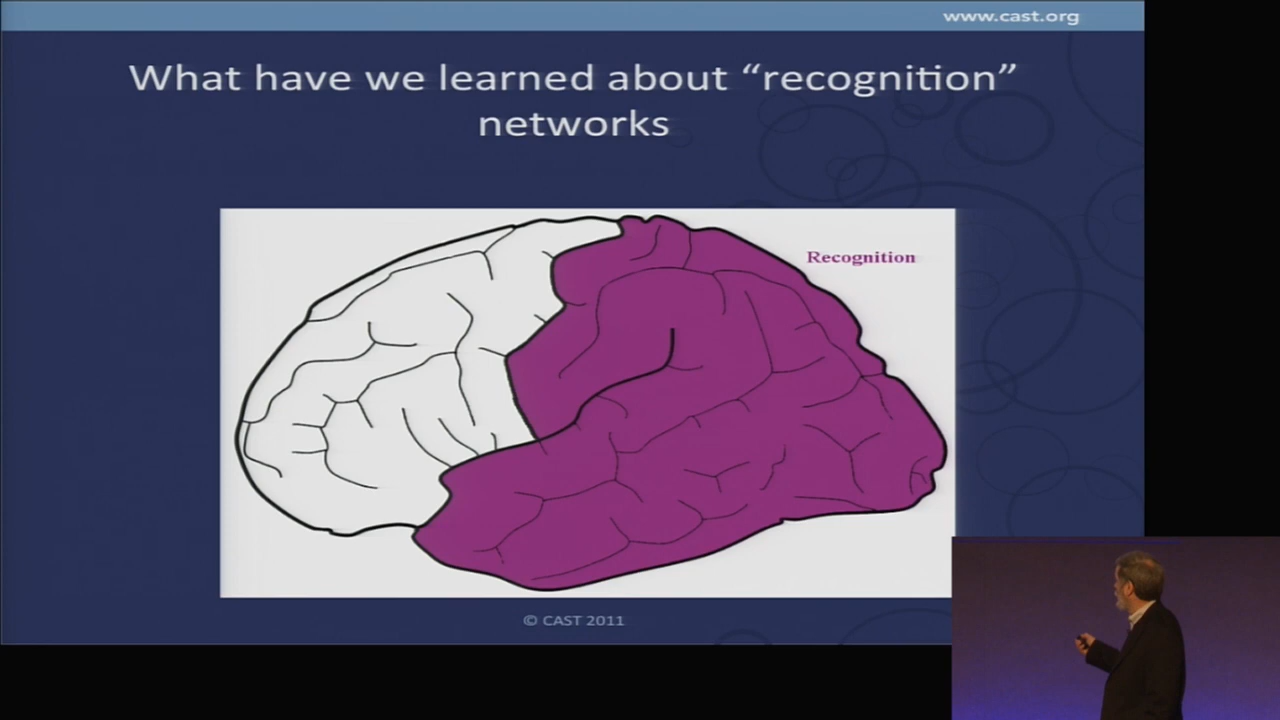 www.cast.org
What have we learned about “recognition”
networks
Recognition
© CAST 2011